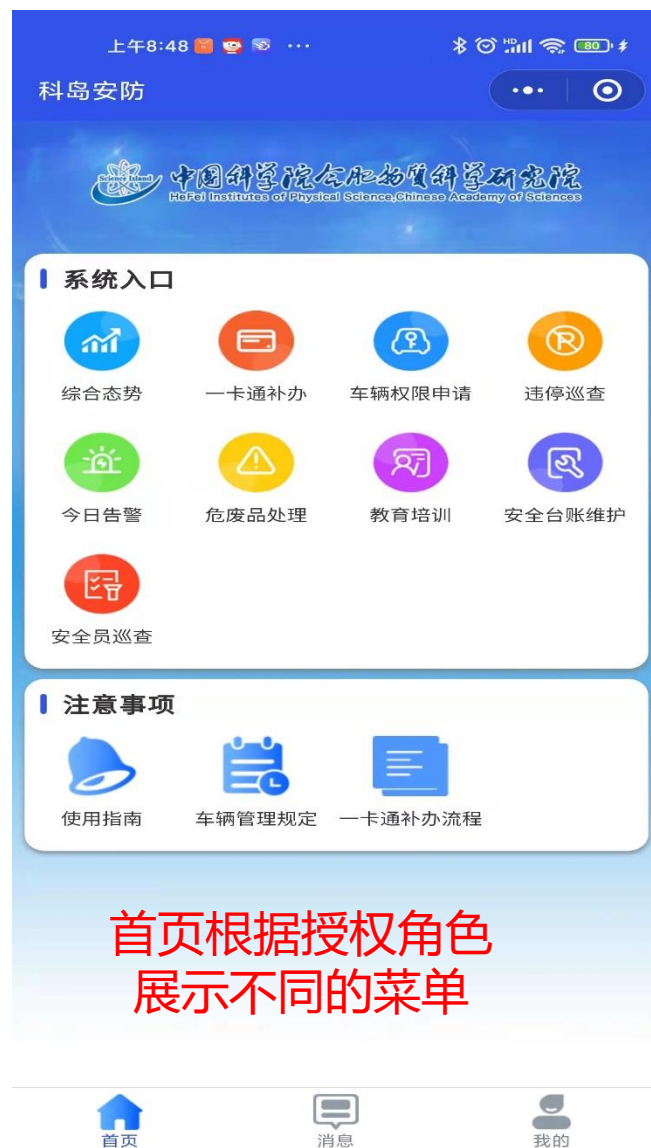 上午8:48
80
科岛安防
Science Island
中国科学院合肥物质科学研究院
HeFei Institutes of Physical Science,Chinese Academy of Sciences
系统入口
综合态势 一卡通补办 车辆权限申请 违停巡查
今日告警 危废品处理 教育培训 安全台账维护
安全员巡查
注意事项
使用指南 车辆管理规定 一卡通补办流程
首页根据授权角色
展示不同的菜单
首页 消息 我的